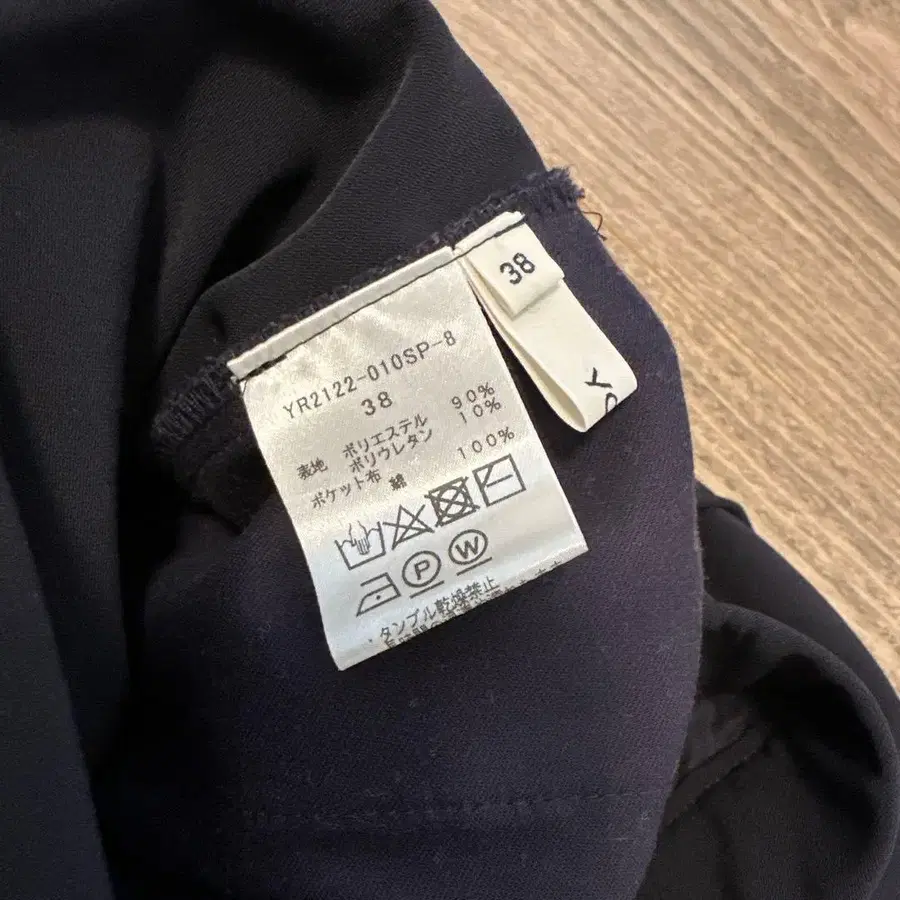 38
YR2122-010SP-8
38
表地 ポリエステル 90%
ポリウレタン 10%
ポケット布 綿 100%
P W
タンブル乾燥禁止